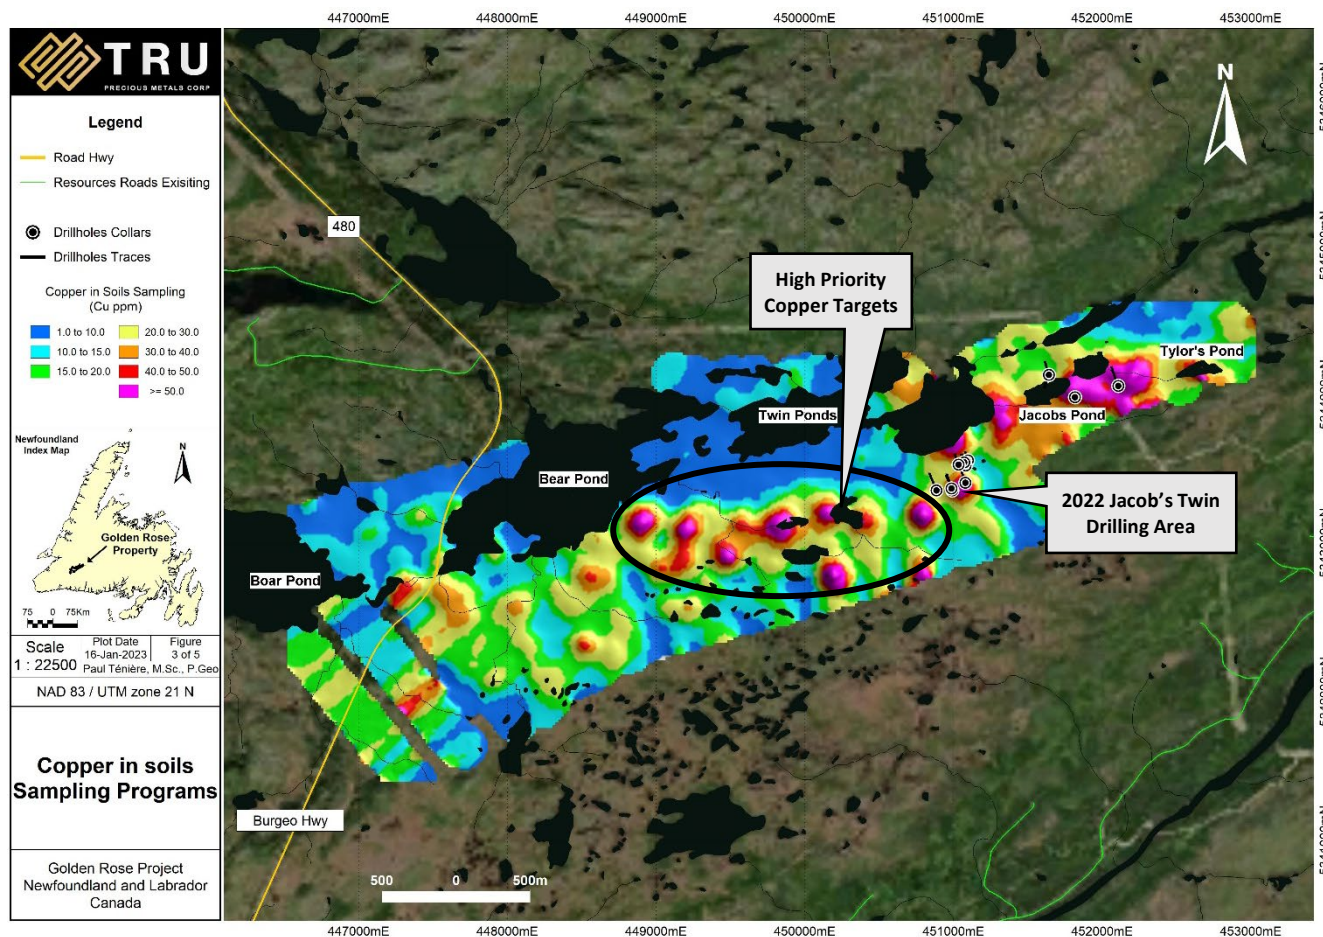 447000mE 448000mE 449000mE 450000mE 451000mE 452000mE 453000mE
TRU
PRECIOUS METALS CORP
Legend
Road Hwy
Resources Roads Exisiting
Drillholes Collars
Drillholes Traces
Copper in Soils Sampling
(Cu ppm)
1.0 to 10.0 20.0 to 30.0
10.0 to 15.0 30.0 to 40.0
15.0 to 20.0 40.0 to 50.0
>= 50.0
Newfoundland
Index Map
N
Golden Rose
Property
75 0 75Km
Scale
1 : 22500
Plot Date
16-Jan-2023
Figure
3 of 5
Paul Ténière, M.Sc., P.Geo
NAD 83 / UTM zone 21 N
Copper in soils
Sampling Programs
Golden Rose Project
Newfoundland and Labrador
Canada
N
480
High Priority
Copper Targets
Tylor's Pond
Twin Ponds
Jacobs Pond
Bear Pond
2022 Jacob's Twin
Drilling Area
Boar Pond
Burgeo Hwy
500 0 500m
5245000mN
447000mE 448000mE 449000mE 450000mE 451000mE 452000mE 453000mE